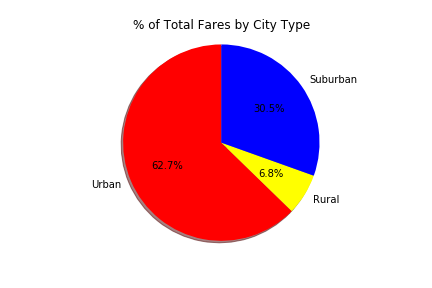 % of Total Fares by City Type
Suburban
30.5%
62.7%
6.8%
Urban
Rural